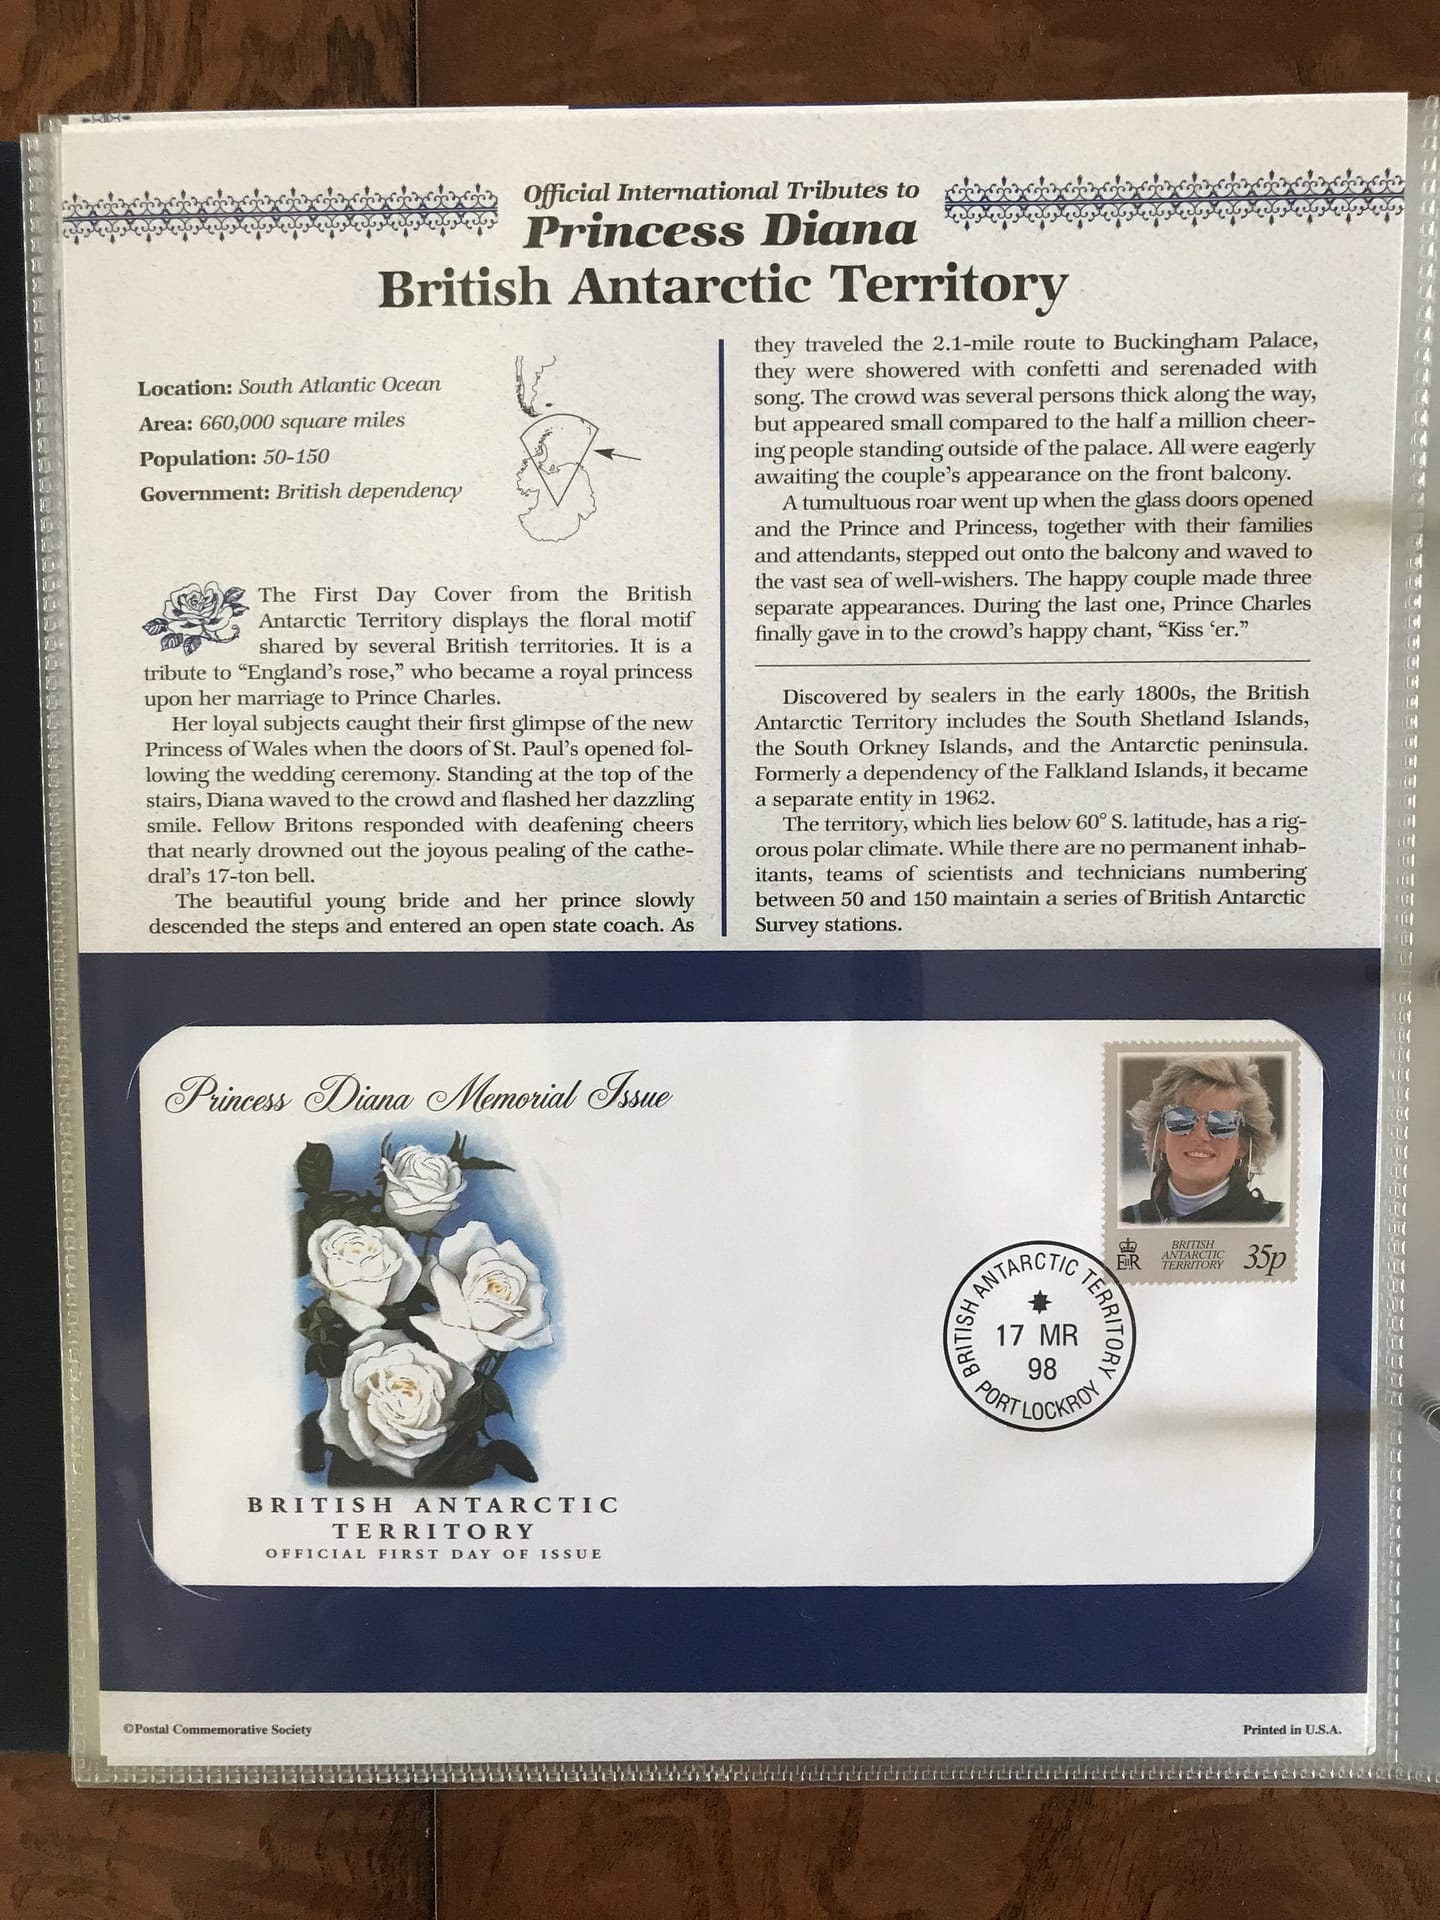 Official International Tributes to
Princess Diana
British Antarctic Territory
Location: South Atlantic Ocean
Area: 660,000 square miles
Population: 50-150
Government: British dependency
The First Day Cover from the British
Antarctic Territory displays the floral motif
shared by several British territories. It is a
tribute to “England’s rose,” who became a royal princess
upon her marriage to Prince Charles.
Her loyal subjects caught their first glimpse of the new
Princess of Wales when the doors of St. Paul’s opened fol-
lowing the wedding ceremony. Standing at the top of the
stairs, Diana waved to the crowd and flashed her dazzling
smile. Fellow Britons responded with deafening cheers
that nearly drowned out the joyous pealing of the cathe-
dral’s 17-ton bell.
The beautiful young bride and her prince slowly
descended the steps and entered an open state coach. As
they traveled the 2.1-mile route to Buckingham Palace,
they were showered with confetti and serenaded with
song. The crowd was several persons thick along the way,
but appeared small compared to the half a million cheer-
ing people standing outside of the palace. All were eagerly
awaiting the couple’s appearance on the front balcony.
A tumultuous roar went up when the glass doors opened
and the Prince and Princess, together with their families
and attendants, stepped out onto the balcony and waved to
the vast sea of well-wishers. The happy couple made three
separate appearances. During the last one, Prince Charles
finally gave in to the crowd’s happy chant, “Kiss ‘er.”
Discovered by sealers in the early 1800s, the British
Antarctic Territory includes the South Shetland Islands,
the South Orkney Islands, and the Antarctic peninsula.
Formerly a dependency of the Falkland Islands, it became
a separate entity in 1962.
The territory, which lies below 60° S. latitude, has a rig-
orous polar climate. While there are no permanent inhab-
itants, teams of scientists and technicians numbering
between 50 and 150 maintain a series of British Antarctic
Survey stations.
Princess Diana Memorial Issue
BRITISH ANTARCTIC
TERRITORY
OFFICIAL FIRST DAY OF ISSUE
EIIR
BRITISH
ANTARCTIC
TERRITORY
35p
BRITISH ANTARCTIC TERRITORY
17 MR
98
PORT LOCKROY
©Postal Commemorative Society
Printed in U.S.A.